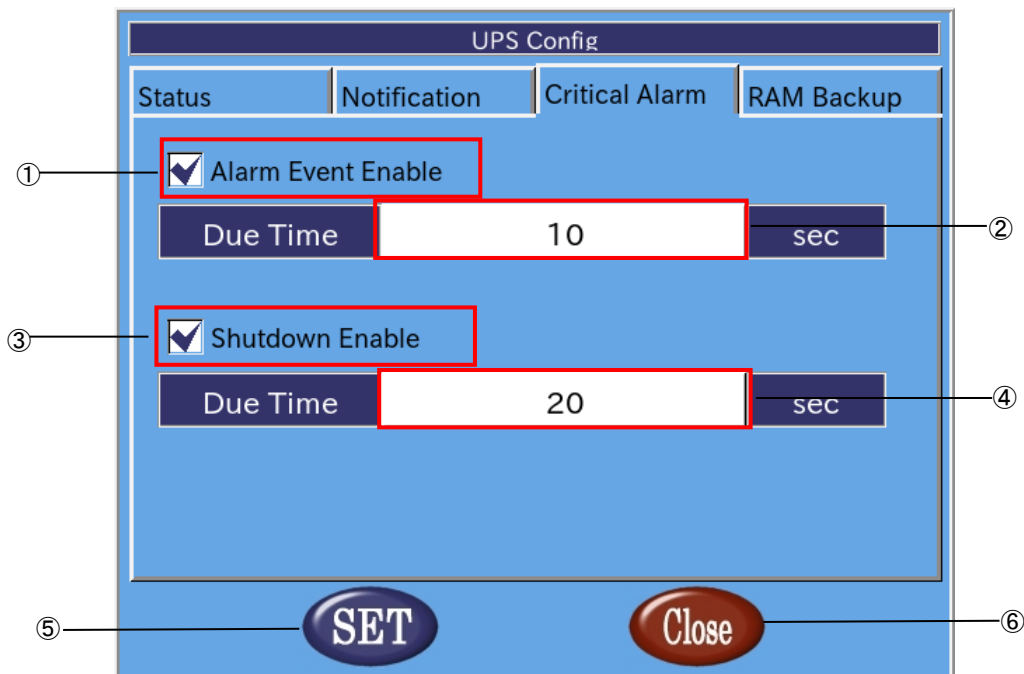 UPS Config
Status Notification Critical Alarm RAM Backup
① Alarm Event Enable
Due Time 10 sec ②
③ Shutdown Enable
Due Time 20 sec ④
⑤ SET Close ⑥